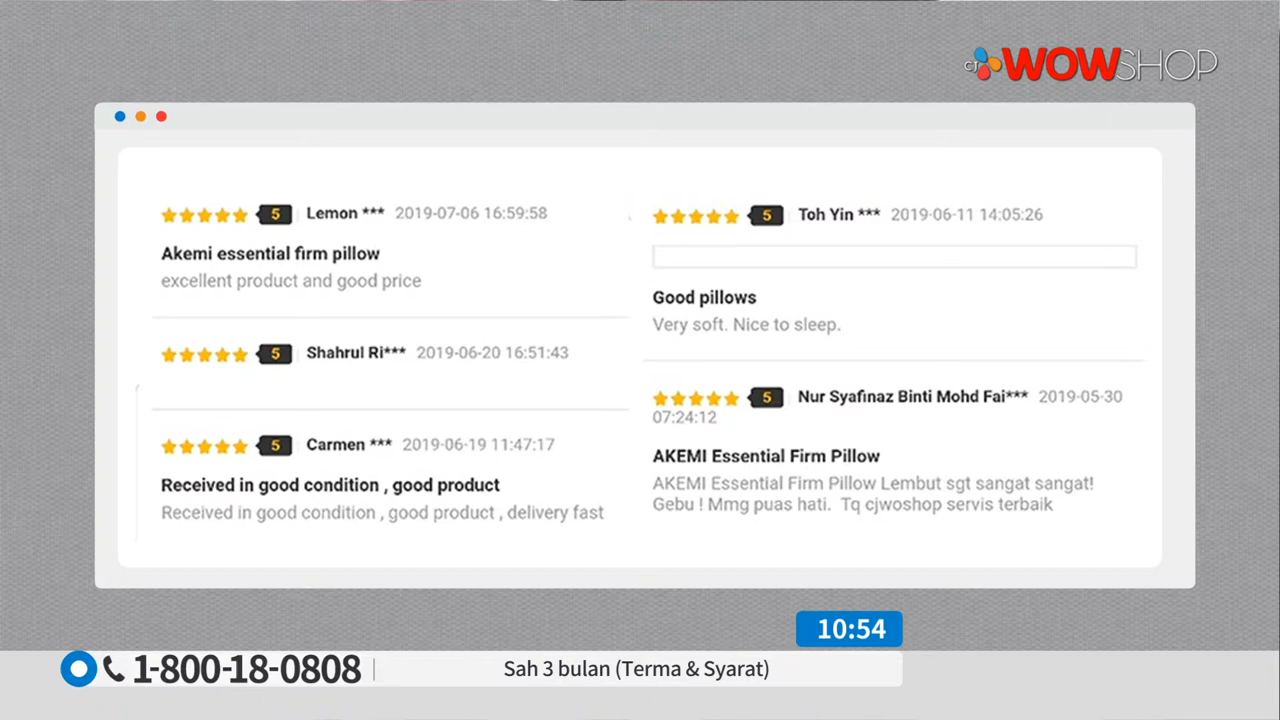 CJ WOWSHOP
5 Lemon *** 2019-07-06 16:59:58
Akemi essential firm pillow
excellent product and good price
5 Shahrul Ri*** 2019-06-20 16:51:43
5 Carmen *** 2019-06-19 11:47:17
Received in good condition , good product
Received in good condition , good product , delivery fast
5 Toh Yin *** 2019-06-11 14:05:26
Good pillows
Very soft. Nice to sleep.
5 Nur Syafinaz Binti Mohd Fai*** 2019-05-30
07:24:12
AKEMI Essential Firm Pillow
AKEMI Essential Firm Pillow Lembut sgt sangat sangat!
Gebu ! Mmg puas hati. Tq cjwoshop servis terbaik
10:54
1-800-18-0808
Sah 3 bulan (Terma & Syarat)